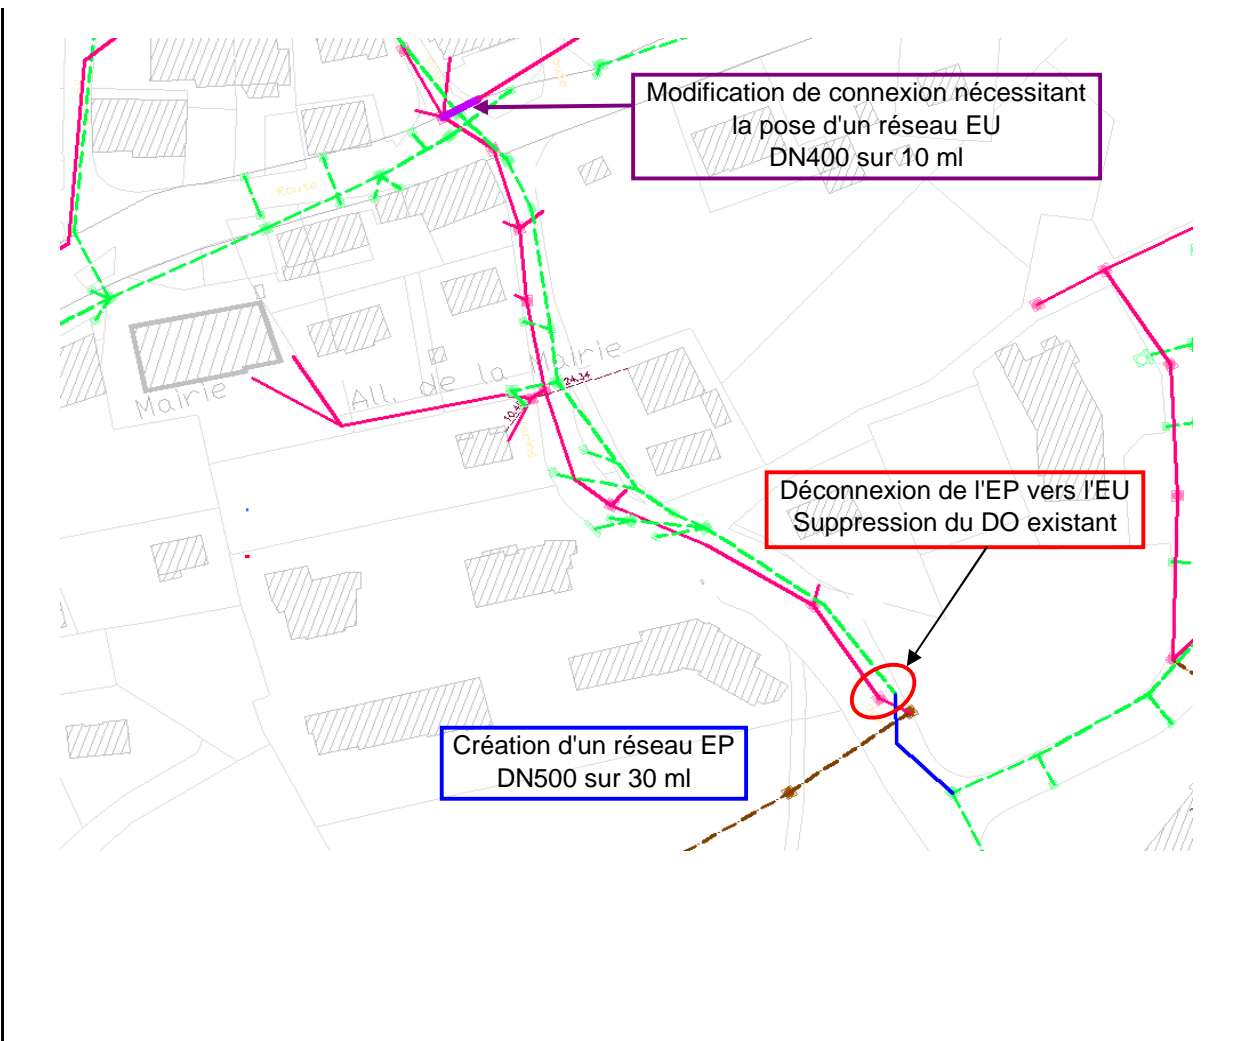 Modification de connexion nécessitant
la pose d'un réseau EU
DN400 sur 10 ml
Route
Mairie
All. de la Mairie
24.34
Déconnexion de l'EP vers l'EU
Suppression du DO existant
Création d'un réseau EP
DN500 sur 30 ml